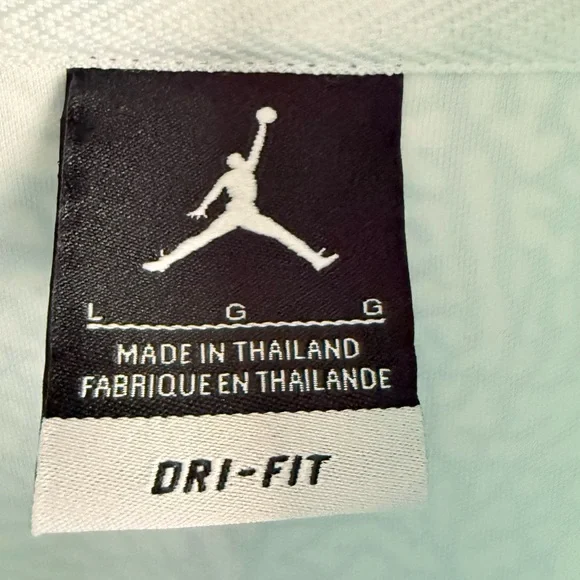 L G G
MADE IN THAILAND
FABRIQUE EN THAILANDE
DRI-FIT